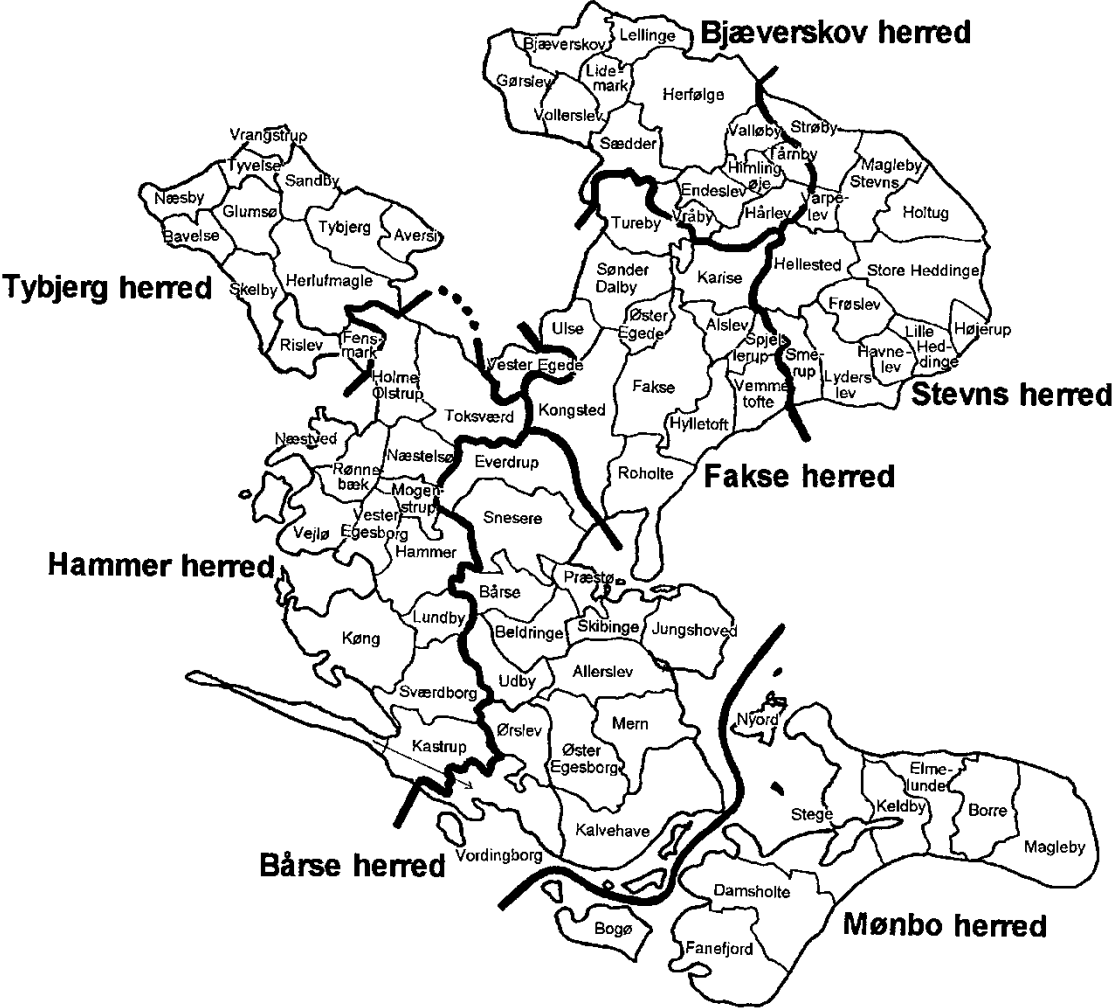 Bjæverskov herred
Lellinge
Bjæverskov
Lide-
mark
Gørslev
Herfølge
Vollerslev
Sædder
Valløby
Strøby
Tårnby
Himling
øje
Magleby
Stevns
Endeslev
Vråby
Hårlev
Varpe-
lev
Holtug
Vrangstrup
Tyvelse
Sandby
Næsby
Glumsø
Tybjerg
Bavelse
Aversi
Tybjerg herred
Herlufmagle
Skelby
Rislev
Fens-
mark
Tureby
Sønder
Dalby
Karise
Hellested
Store Heddinge
Frøslev
Øster
Egede
Alslev
Spjel
lerup
Sme-
rup
Lille
Hed-
dinge
Højerup
Havne-
lev
Lyders
lev
Stevns herred
Ulse
Vester Egede
Fakse
Vemme
tofte
Hylletoft
Holme
Olstrup
Toksværd
Kongsted
Roholte
Fakse herred
Næstved
Rønne
bæk
Næstelsø
Everdrup
Mogen-
strup
Vester
Egesborg
Snesere
Vejlø
Hammer
Hammer herred
Præstø
Bårse
Lundby
Beldringe
Skibinge
Jungshoved
Køng
Udby
Allerslev
Sværdborg
Mern
Nyord
Kastrup
Ørslev
Øster
Egesborg
Elme-
lunde
Stege
Keldby
Borre
Kalvehave
Magleby
Vordingborg
Bårse herred
Damsholte
Bogø
Fanefjord
Mønbo herred